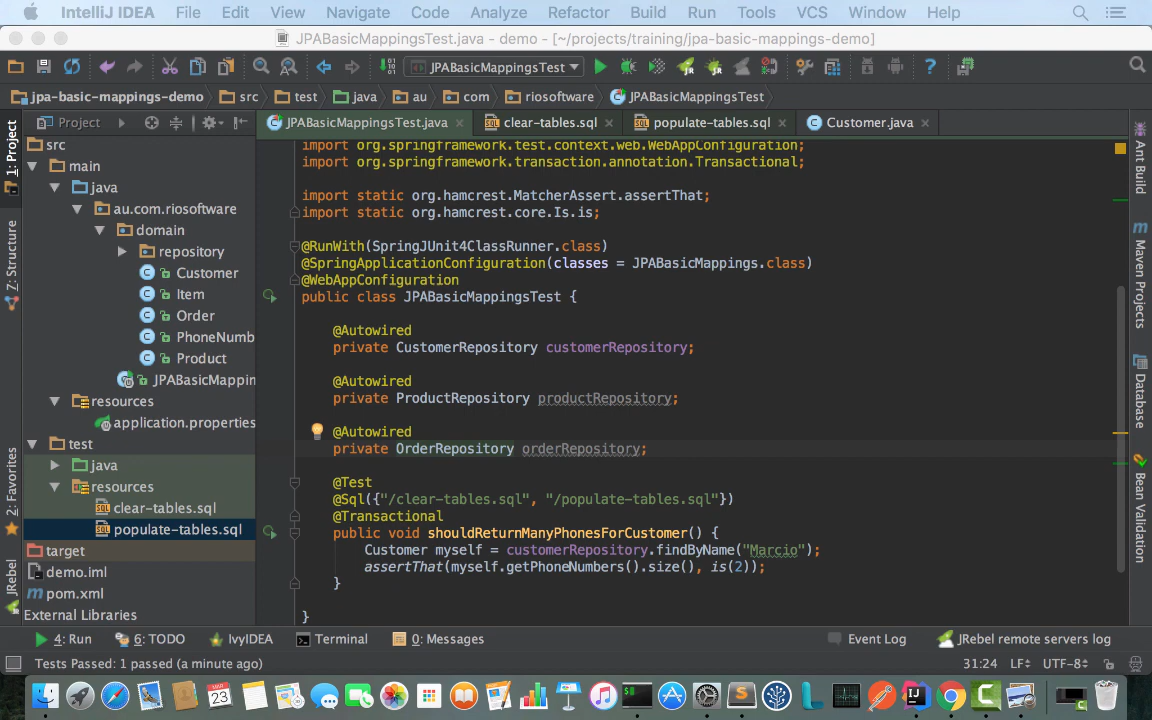 IntelliJ IDEA File Edit View Navigate Code Analyze Refactor Build Run Tools VCS Window Help
JPABasicMappingsTest.java - demo - [~/projects/training/jpa-basic-mappings-demo]
JPABasicMappingsTest
jpa-basic-mappings-demo src test java au com riosoftware JPABasicMappingsTest
Project
JPABasicMappingsTest.java clear-tables.sql populate-tables.sql Customer.java
1: Project
Z: Structure
2: Favorites
JRebel
src
main
java
au.com.riosoftware
domain
repository
Customer
Item
Order
PhoneNumb
Product
JPABasicMappin
resources
application.properties
test
java
resources
clear-tables.sql
populate-tables.sql
target
demo.iml
pom.xml
External Libraries
import org.springframework.test.context.web.WebAppConfiguration;
import org.springframework.transaction.annotation.Transactional;
import static org.hamcrest.MatcherAssert.assertThat;
import static org.hamcrest.core.Is.is;
@RunWith(SpringJUnit4ClassRunner.class)
@SpringApplicationConfiguration(classes = JPABasicMappings.class)
@WebAppConfiguration
public class JPABasicMappingsTest {
@Autowired
private CustomerRepository customerRepository;
@Autowired
private ProductRepository productRepository;
@Autowired
private OrderRepository orderRepository;
@Test
@Sql({"/clear-tables.sql", "/populate-tables.sql"})
@Transactional
public void shouldReturnManyPhonesForCustomer() {
Customer myself = customerRepository.findByName("Marcio");
assertThat(myself.getPhoneNumbers().size(), is(2));
}
}
Ant Build
Maven Projects
Database
Bean Validation
4: Run 6: TODO IvyIDEA Terminal 0: Messages Event Log JRebel remote servers log
Tests Passed: 1 passed (a minute ago) 31:24 LF÷ UTF-8÷
23